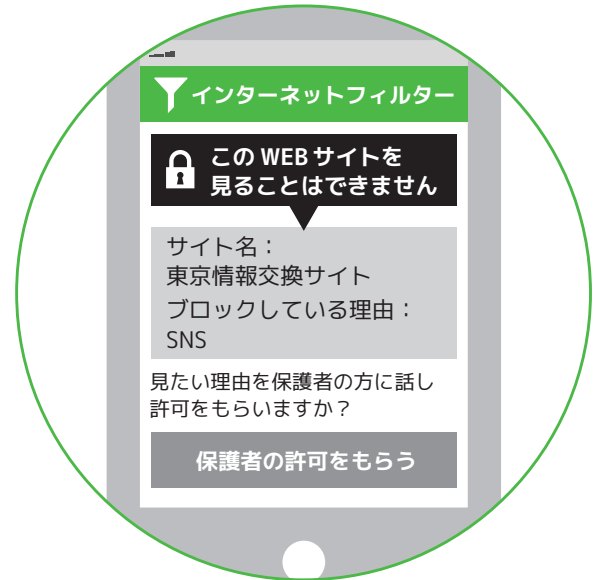 インターネットフィルター
この WEB サイトを
見ることはできません
サイト名：
東京情報交換サイト
ブロックしている理由：
SNS
見たい理由を保護者の方に話し
許可をもらいますか？
保護者の許可をもらう